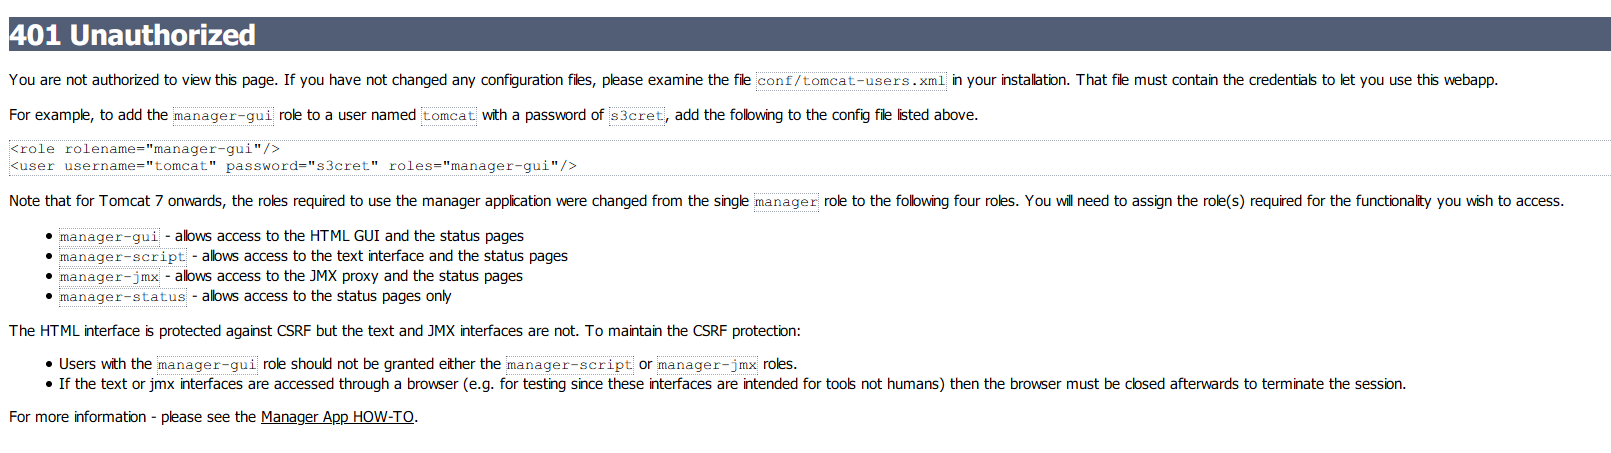 401 Unauthorized
You are not authorized to view this page. If you have not changed any configuration files, please examine the file conf/tomcat-users.xml in your installation. That file must contain the credentials to let you use this webapp.
For example, to add the manager-gui role to a user named tomcat with a password of s3cret, add the following to the config file listed above.
<role rolename="manager-gui"/>
<user username="tomcat" password="s3cret" roles="manager-gui"/>
Note that for Tomcat 7 onwards, the roles required to use the manager application were changed from the single manager role to the following four roles. You will need to assign the role(s) required for the functionality you wish to access.
• manager-gui - allows access to the HTML GUI and the status pages
• manager-script - allows access to the text interface and the status pages
• manager-jmx - allows access to the JMX proxy and the status pages
• manager-status - allows access to the status pages only
The HTML interface is protected against CSRF but the text and JMX interfaces are not. To maintain the CSRF protection:
• Users with the manager-gui role should not be granted either the manager-script or manager-jmx roles.
• If the text or jmx interfaces are accessed through a browser (e.g. for testing since these interfaces are intended for tools not humans) then the browser must be closed afterwards to terminate the session.
For more information - please see the Manager App HOW-TO.